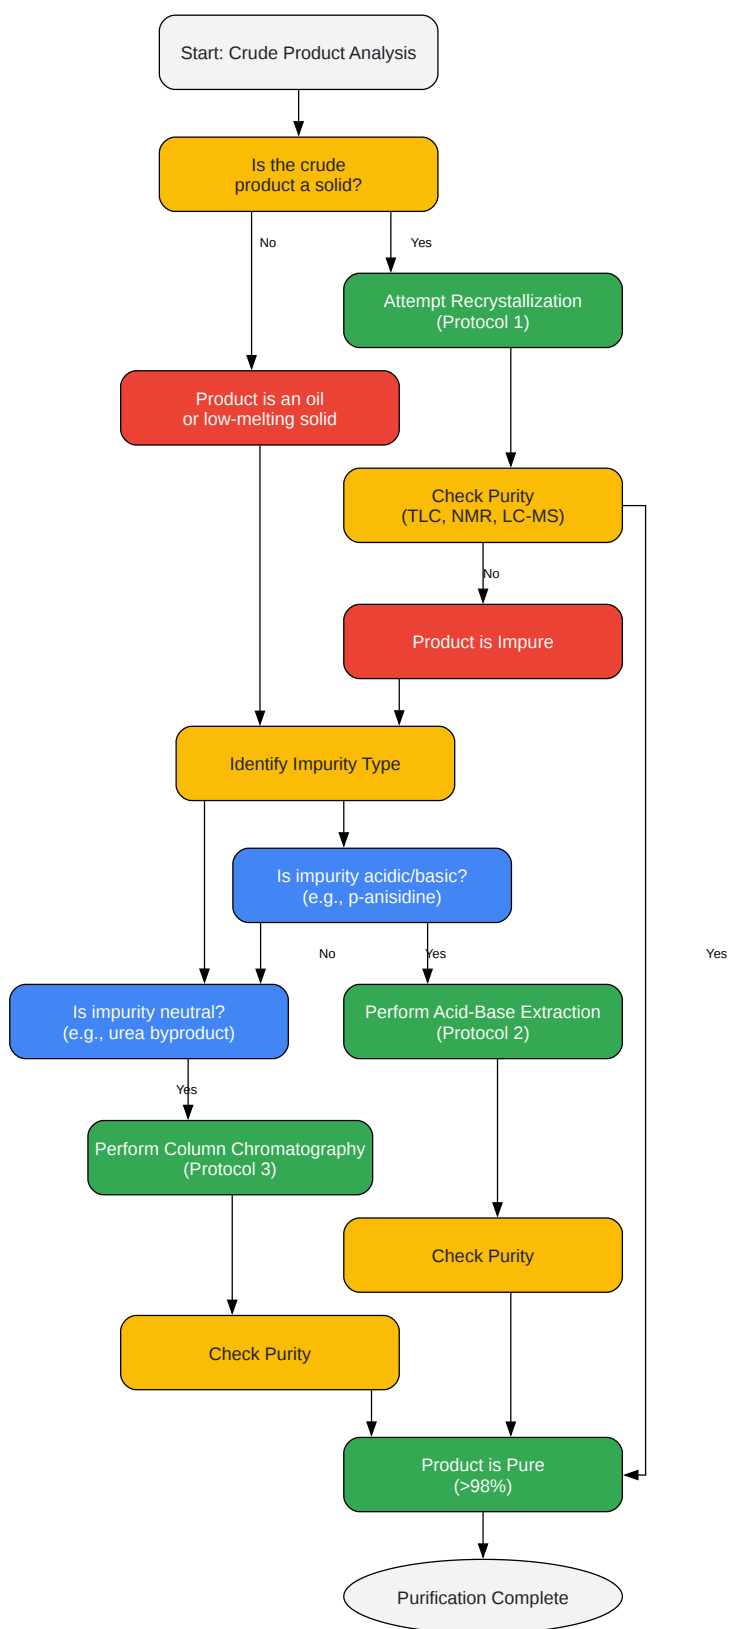 Start: Crude Product Analysis
Is the crude
product a solid?
No
Yes
Attempt Recrystallization
(Protocol 1)
Product is an oil
or low-melting solid
Check Purity
(TLC, NMR, LC-MS)
No
Product is Impure
Identify Impurity Type
Is impurity acidic/basic?
(e.g., p-anisidine)
No
Yes
Yes
Is impurity neutral?
(e.g., urea byproduct)
Perform Acid-Base Extraction
(Protocol 2)
Yes
Perform Column Chromatography
(Protocol 3)
Check Purity
Check Purity
Product is Pure
(>98%)
Purification Complete